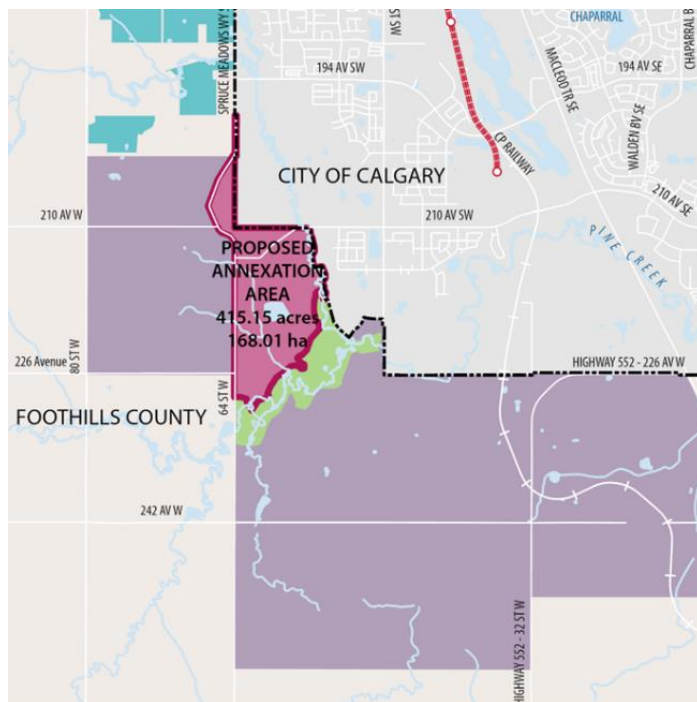 CHAPARRAL
CHAPARRAL B
SPRUCE MEADOWS WY S
ST SW
194 AV SW
MACLEOD TR SE
194 AV SE
WALDEN BV SE
CP RAILWAY
CITY OF CALGARY
210 AV W
210 AV SW
210 AV SE
PINE CREEK
PROPOSED
ANNEXATION
AREA
415.15 acres
168.01 ha
226 Avenue
80 ST W
HIGHWAY 552 - 226 AV W
64 ST W
FOOTHILLS COUNTY
242 AV W
HIGHWAY 552 - 32 ST W